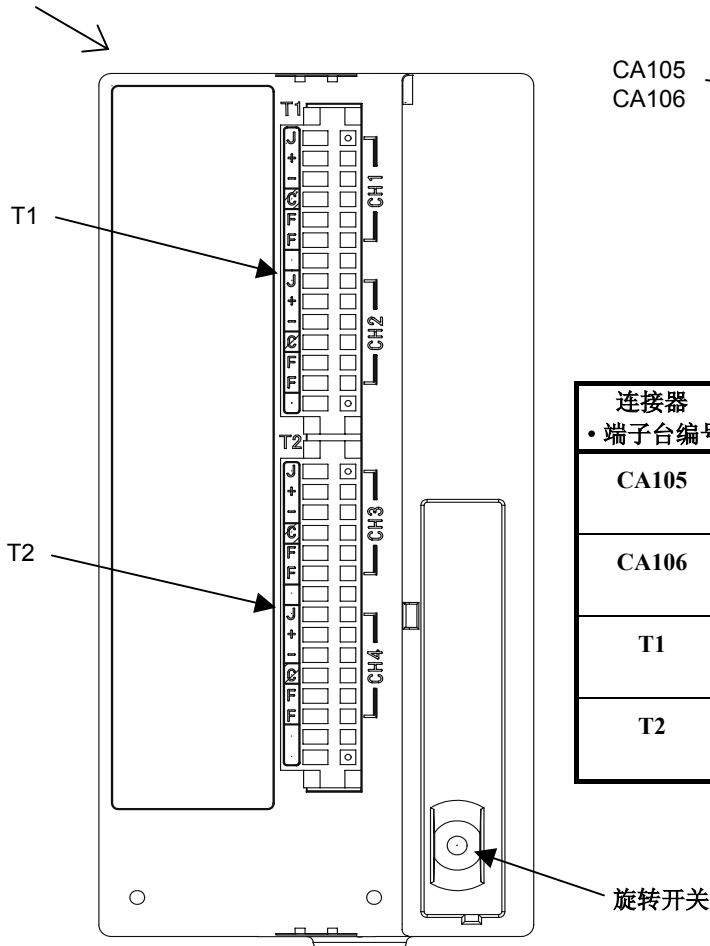 CA105
CA106
T1
J
+
-
C
F
F
·
J
+
-
C
F
F
·
CH1
CH2
T1
T2
J
+
-
C
F
F
·
J
+
-
C
F
F
·
·
CH3
CH4
T2
连接器
•端子台编号
CA105
CA106
T1
T2
旋转开关